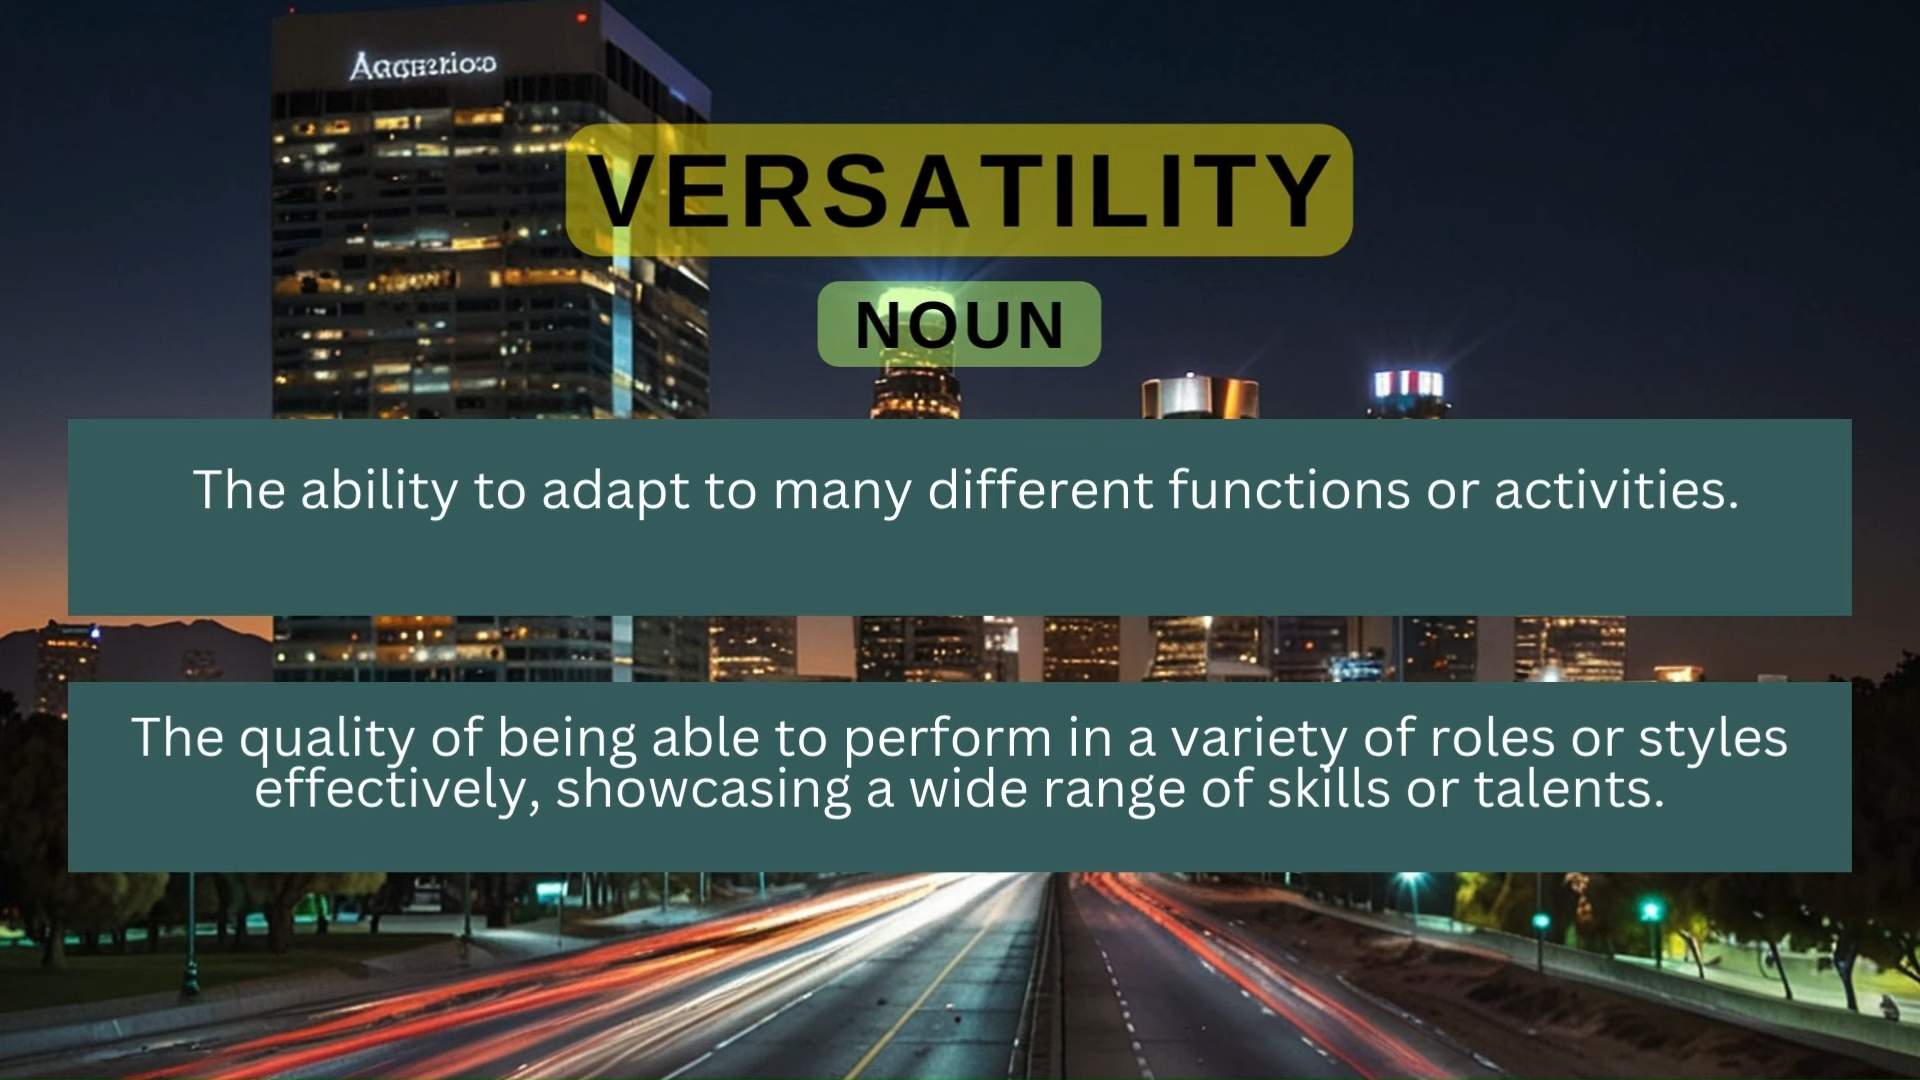 VERSATILITY
NOUN
The ability to adapt to many different functions or activities.
The quality of being able to perform in a variety of roles or styles
effectively, showcasing a wide range of skills or talents.